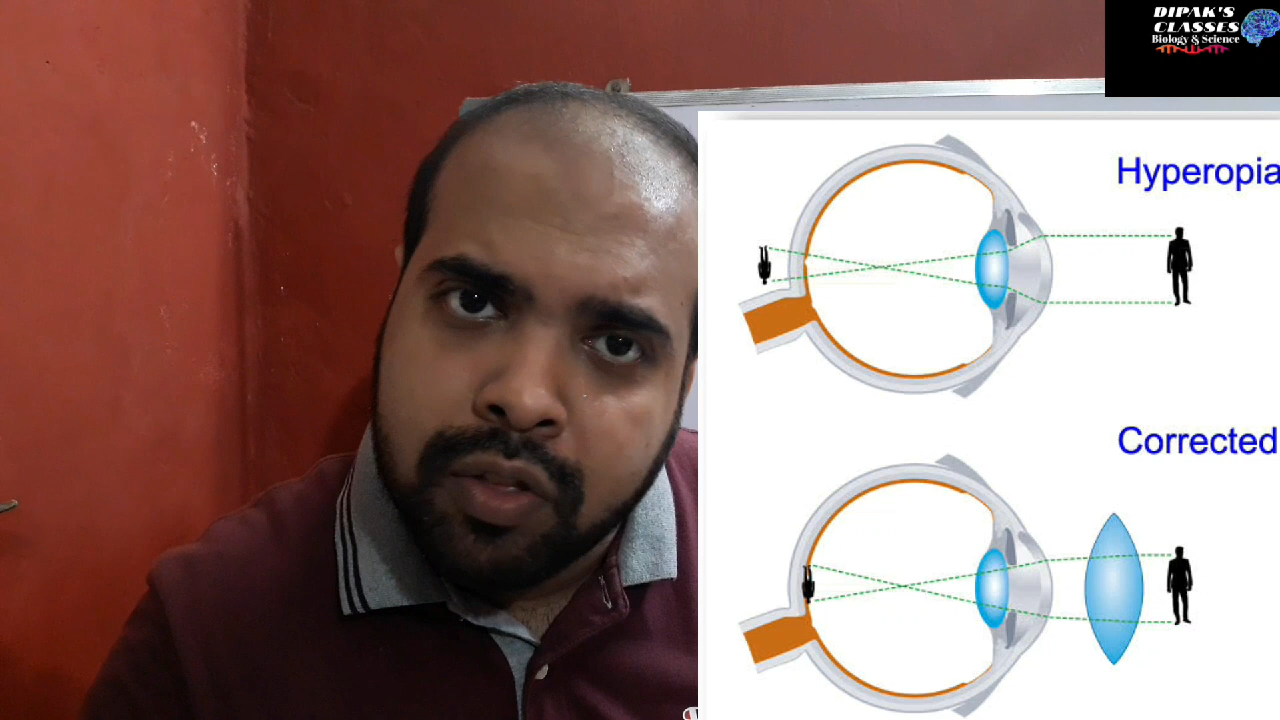 DIPAK'S
CLASSES
Biology & Science
Hyperopia
Corrected